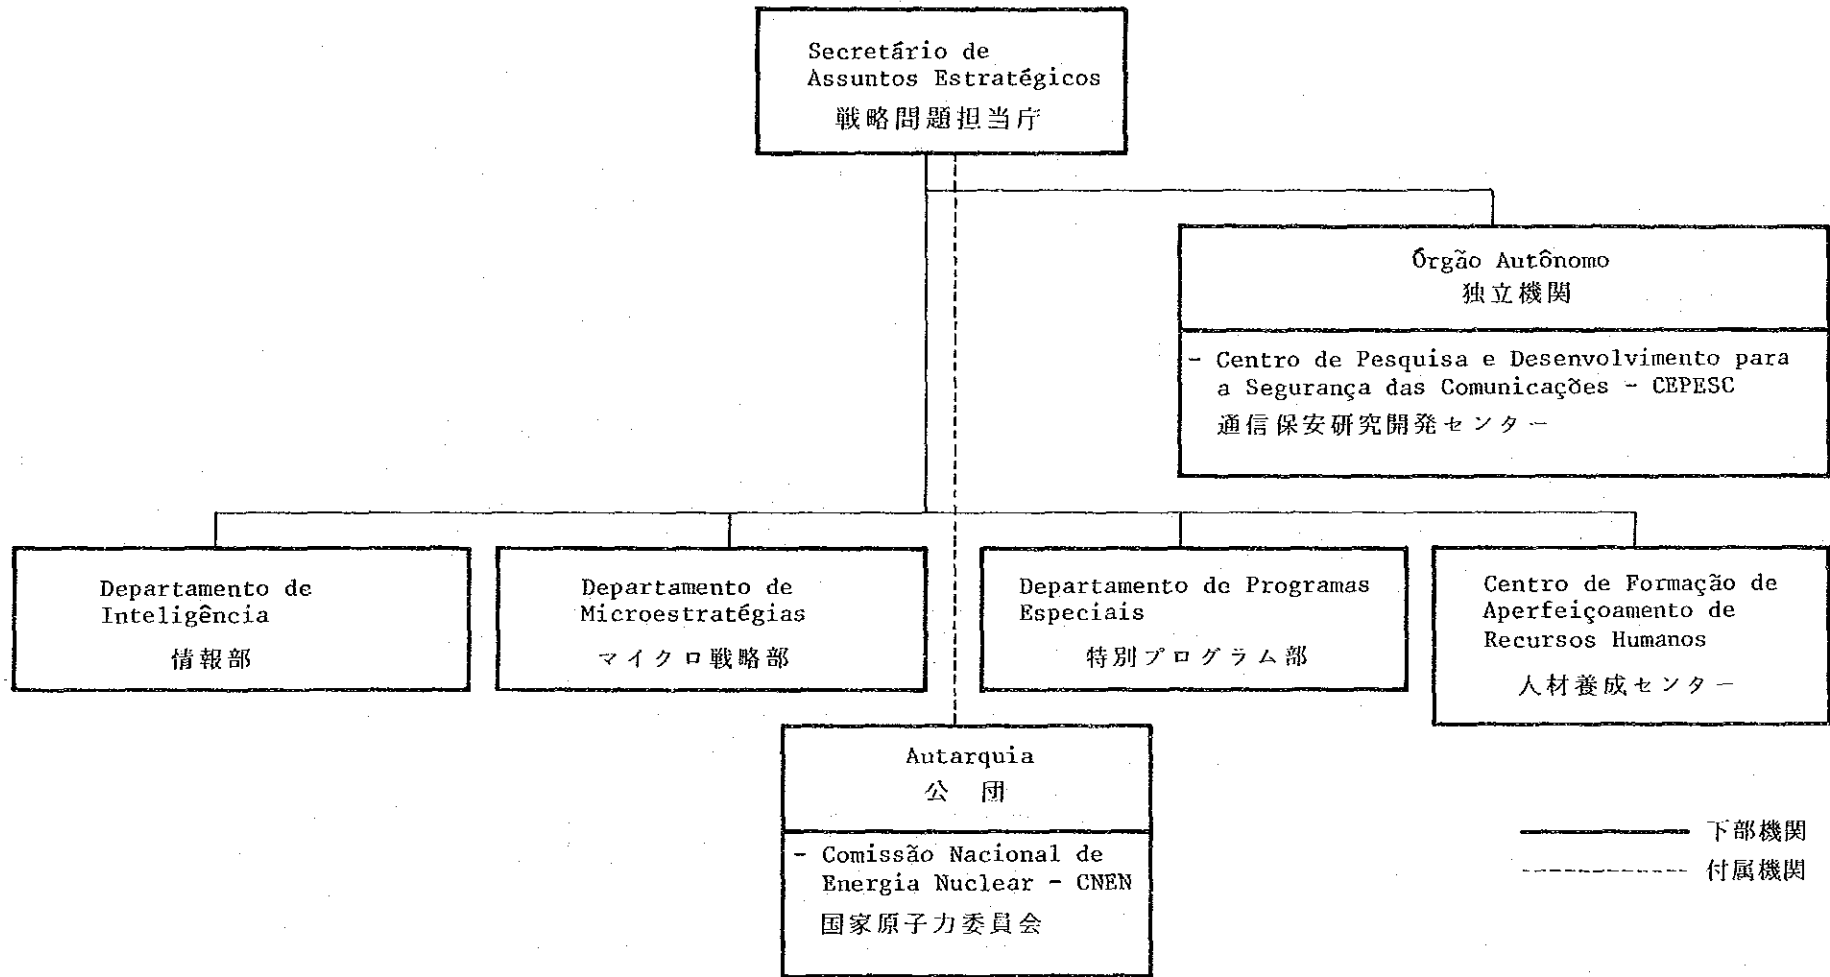 Secretário de
Assuntos Estratégicos
戦略問題担当庁
Órgão Autônomo
独立機関
- Centro de Pesquisa e Desenvolvimento para
a Segurança das Comunicações - CEPESC
通信保安研究開発センター
Departamento de
Inteligência
情報部
Departamento de
Microestratégias
マイクロ戦略部
Departamento de Programas
Especiais
特別プログラム部
Centro de Formação de
Aperfeiçoamento de
Recursos Humanos
人材養成センター
Autarquia
公団
- Comissão Nacional de
Energia Nuclear - CNEN
国家原子力委員会
下部機関
付属機関